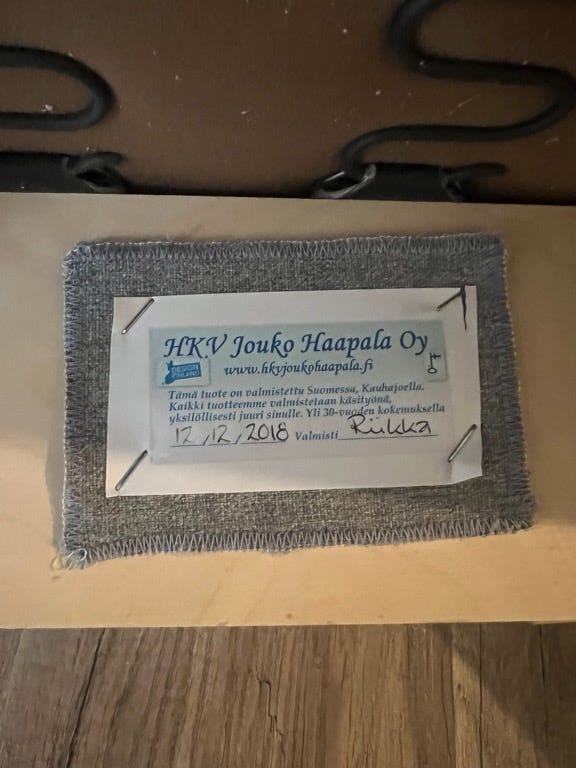 HKV Jouko Haapala Oy
DESIGN
FINLAND
www.hkvjoukohaapala.fi
Tämä tuote on valmistettu Suomessa, Kauhajoella.
Kaikki tuotteemme valmistetaan käsityönä,
yksilöllisesti juuri sinulle. Yli 30-vuoden kokemuksella
12,12,2018 Valmisti Riikka